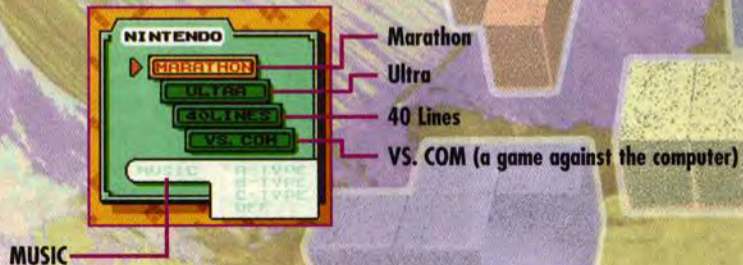 NINTENDO
MARATHON
ULTRA
40LINES
VS. COM
MUSIC A-TYPE
B-TYPE
C-TYPE
OFF
Marathon
Ultra
40 Lines
VS. COM (a game against the computer)
MUSIC